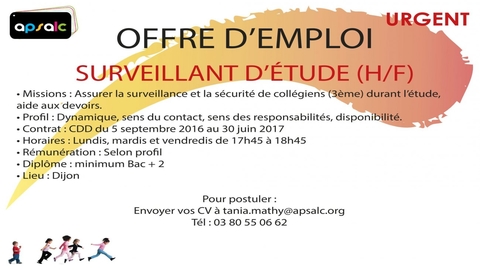 apsalc
URGENT
OFFRE D'EMPLOI
SURVEILLANT D'ÉTUDE (H/F)
• Missions : Assurer la surveillance et la sécurité de collégiens (3ème) durant l'étude,
aide aux devoirs.
• Profil : Dynamique, sens du contact, sens des responsabilités, disponibilité.
• Contrat : CDD du 5 septembre 2016 au 30 juin 2017
• Horaires : Lundis, mardis et vendredis de 17h45 à 18h45
• Rémunération : Selon profil
• Diplôme : minimum Bac + 2
• Lieu : Dijon
Pour postuler :
Envoyer vos CV à tania.mathy@apsalc.org
Tél : 03 80 55 06 62